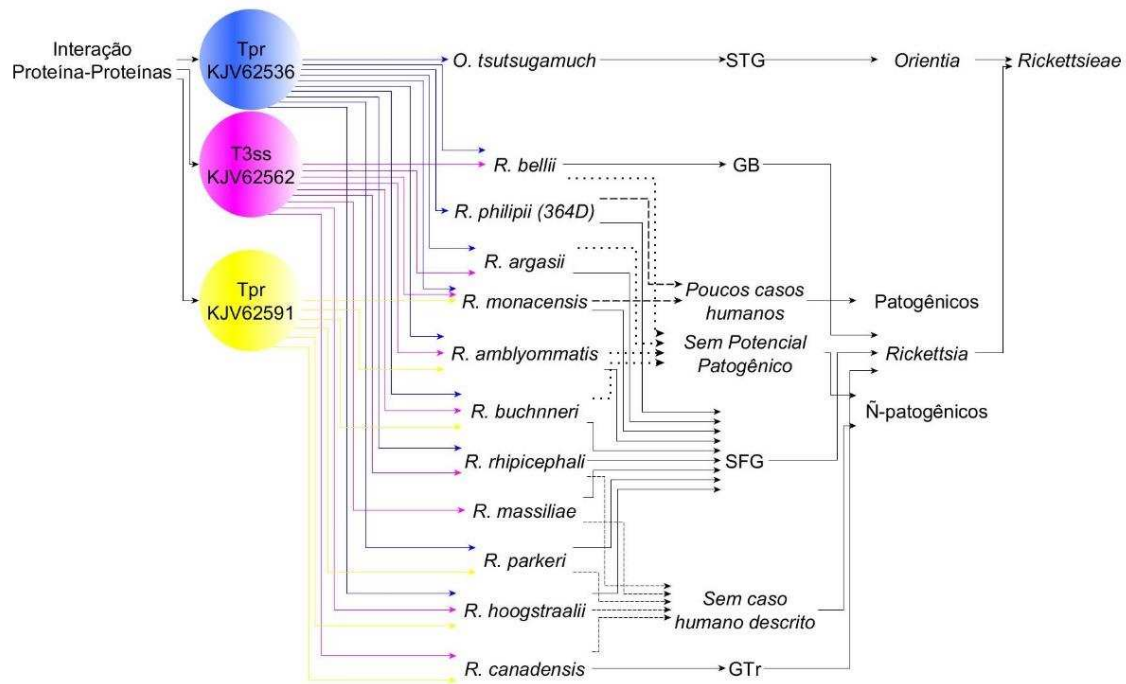 Interação
Proteína-Proteínas
Tpr
KJV62536
O. tsutsugamuch
STG
Orientia
Rickettsieae
T3ss
KJV62562
R. bellii
GB
R. philipii (364D)
R. argasii
Tpr
KJV62591
R. monacensis
Poucos casos
humanos
Patogênicos
R. amblyommatis
Sem Potencial
Patogênico
Rickettsia
R. buchnneri
Ñ-patogênicos
R. rhipicephali
SFG
R. massiliae
R. parkeri
R. hoogstraalii
Sem caso
humano descrito
R. canadensis
GTr